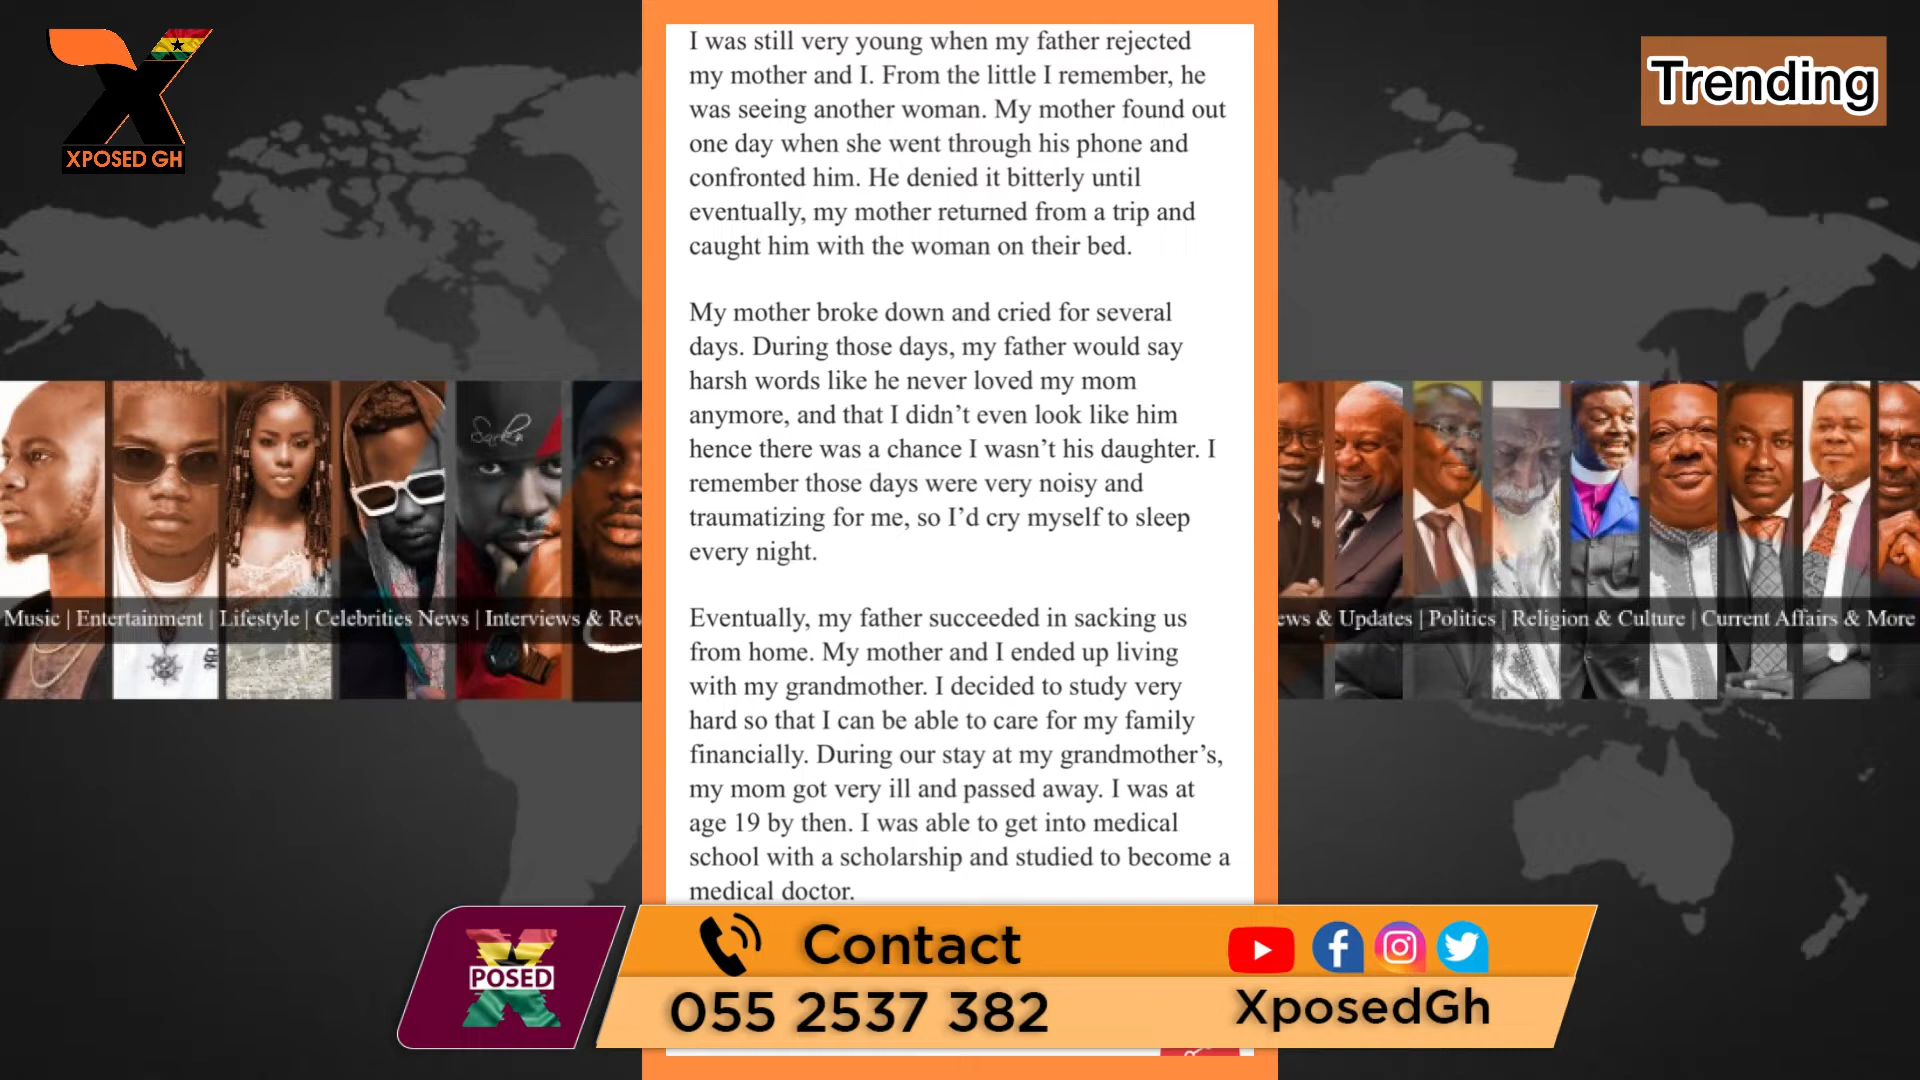 XPOSED GH
Trending
I was still very young when my father rejected
my mother and I. From the little I remember, he
was seeing another woman. My mother found out
one day when she went through his phone and
confronted him. He denied it bitterly until
eventually, my mother returned from a trip and
caught him with the woman on their bed.
My mother broke down and cried for several
days. During those days, my father would say
harsh words like he never loved my mom
anymore, and that I didn’t even look like him
hence there was a chance I wasn’t his daughter. I
remember those days were very noisy and
traumatizing for me, so I’d cry myself to sleep
every night.
Eventually, my father succeeded in sacking us
from home. My mother and I ended up living
with my grandmother. I decided to study very
hard so that I can be able to care for my family
financially. During our stay at my grandmother’s,
my mom got very ill and passed away. I was at
age 19 by then. I was able to get into medical
school with a scholarship and studied to become a
medical doctor.
Sarko
Music | Entertainment | Lifestyle | Celebrities News | Interviews & Rev
ews & Updates | Politics | Religion & Culture | Current Affairs & More
X
POSED
Contact
055 2537 382
XposedGh